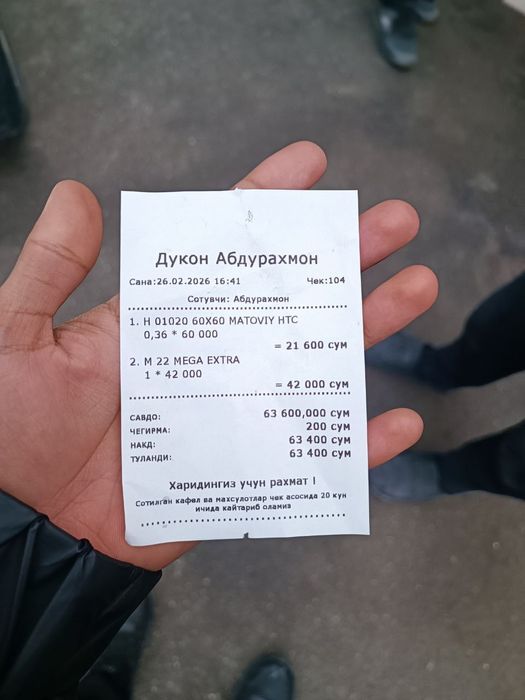 Дукон Абдурахмон
Сана:26.02.2026 16:41 Чек:104
Сотувчи: Абдурахмон
1. H 01020 60X60 MATOVIY HTC
0,36 * 60 000
= 21 600 сум
2. M 22 MEGA EXTRA
1 * 42 000
= 42 000 сум
САВДО: 63 600,000 сум
ЧЕГИРМА: 200 сум
НАКД: 63 400 сум
ТУЛАНДИ: 63 400 сум
Харидингиз учун рахмат !
Сотилган кафел ва махсулотлар чек асосида 20 кун
ичида кайтариб оламиз